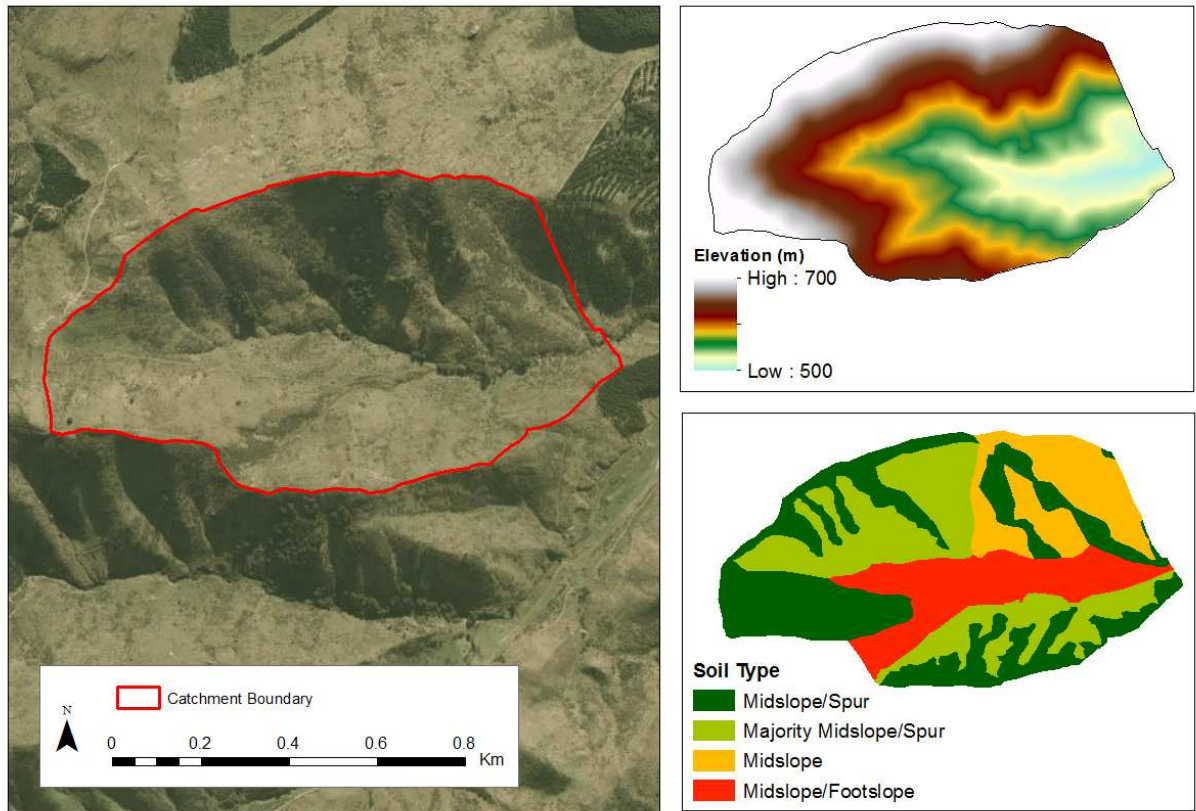 Catchment Boundary
N
0 0.2 0.4 0.6 0.8
Km
Elevation (m)
High : 700
Low : 500
Soil Type
Midslope/Spur
Majority Midslope/Spur
Midslope
Midslope/Footslope